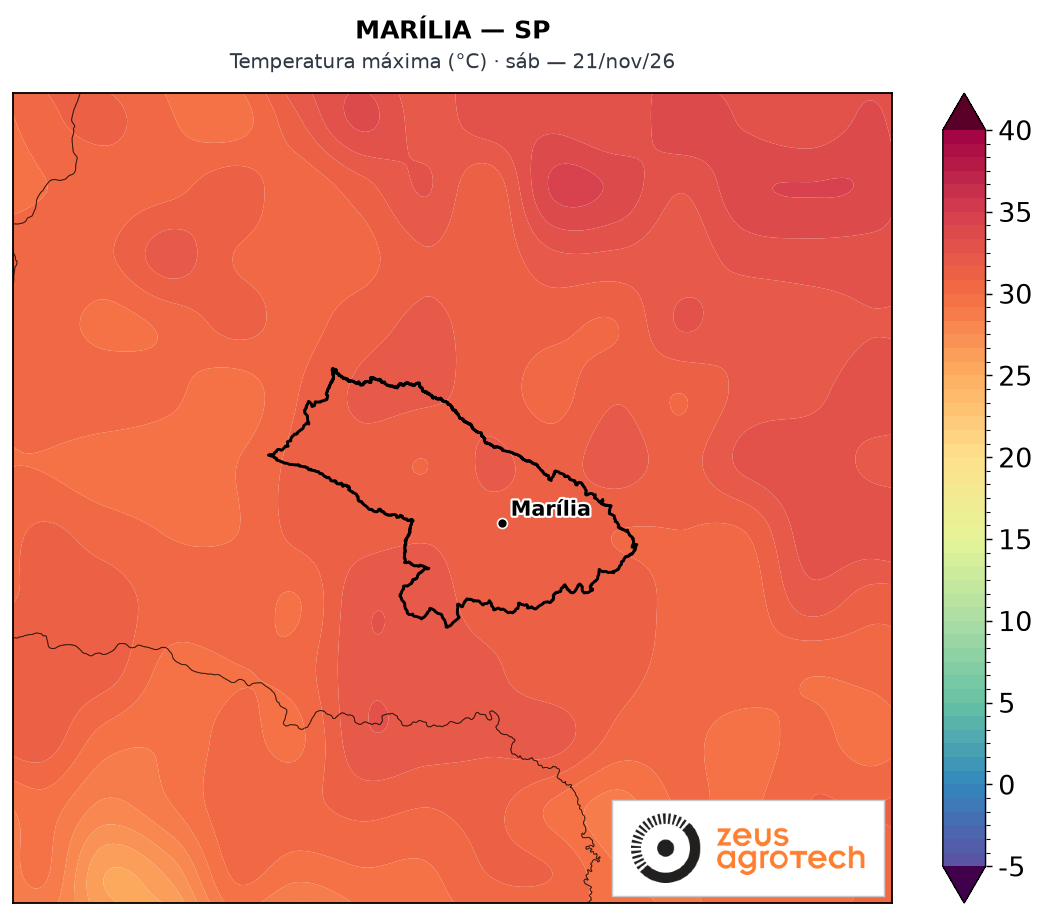 MARÍLIA — SP
Temperatura máxima (°C) · sáb — 21/nov/26
40
35
30
25
20
15
10
5
0
-5
Marília
zeus
agrotech